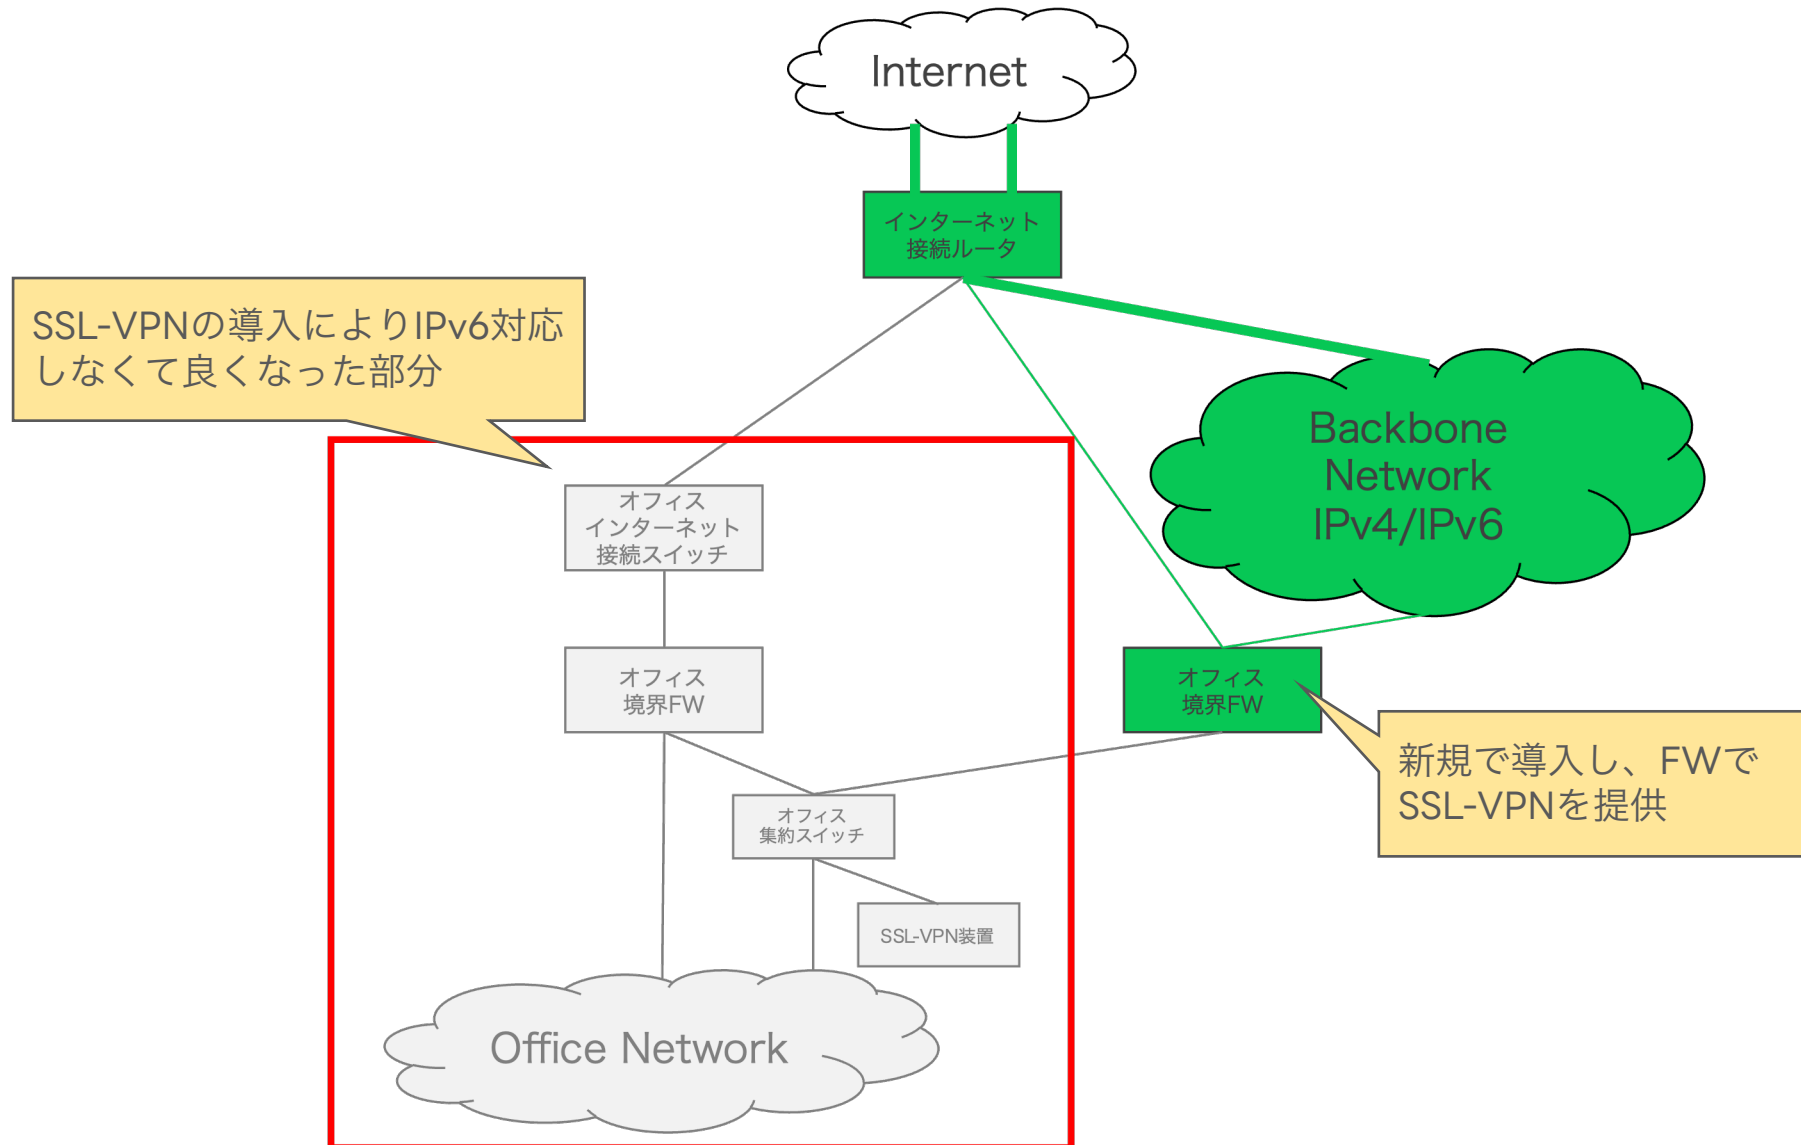 Internet
インターネット
接続ルータ
SSL-VPNの導入によりIPv6対応
しなくて良くなった部分
Backbone
Network
IPv4/IPv6
オフィス
インターネット
接続スイッチ
オフィス
境界FW
オフィス
境界FW
新規で導入し、FWで
SSL-VPNを提供
オフィス
集約スイッチ
SSL-VPN装置
Office Network